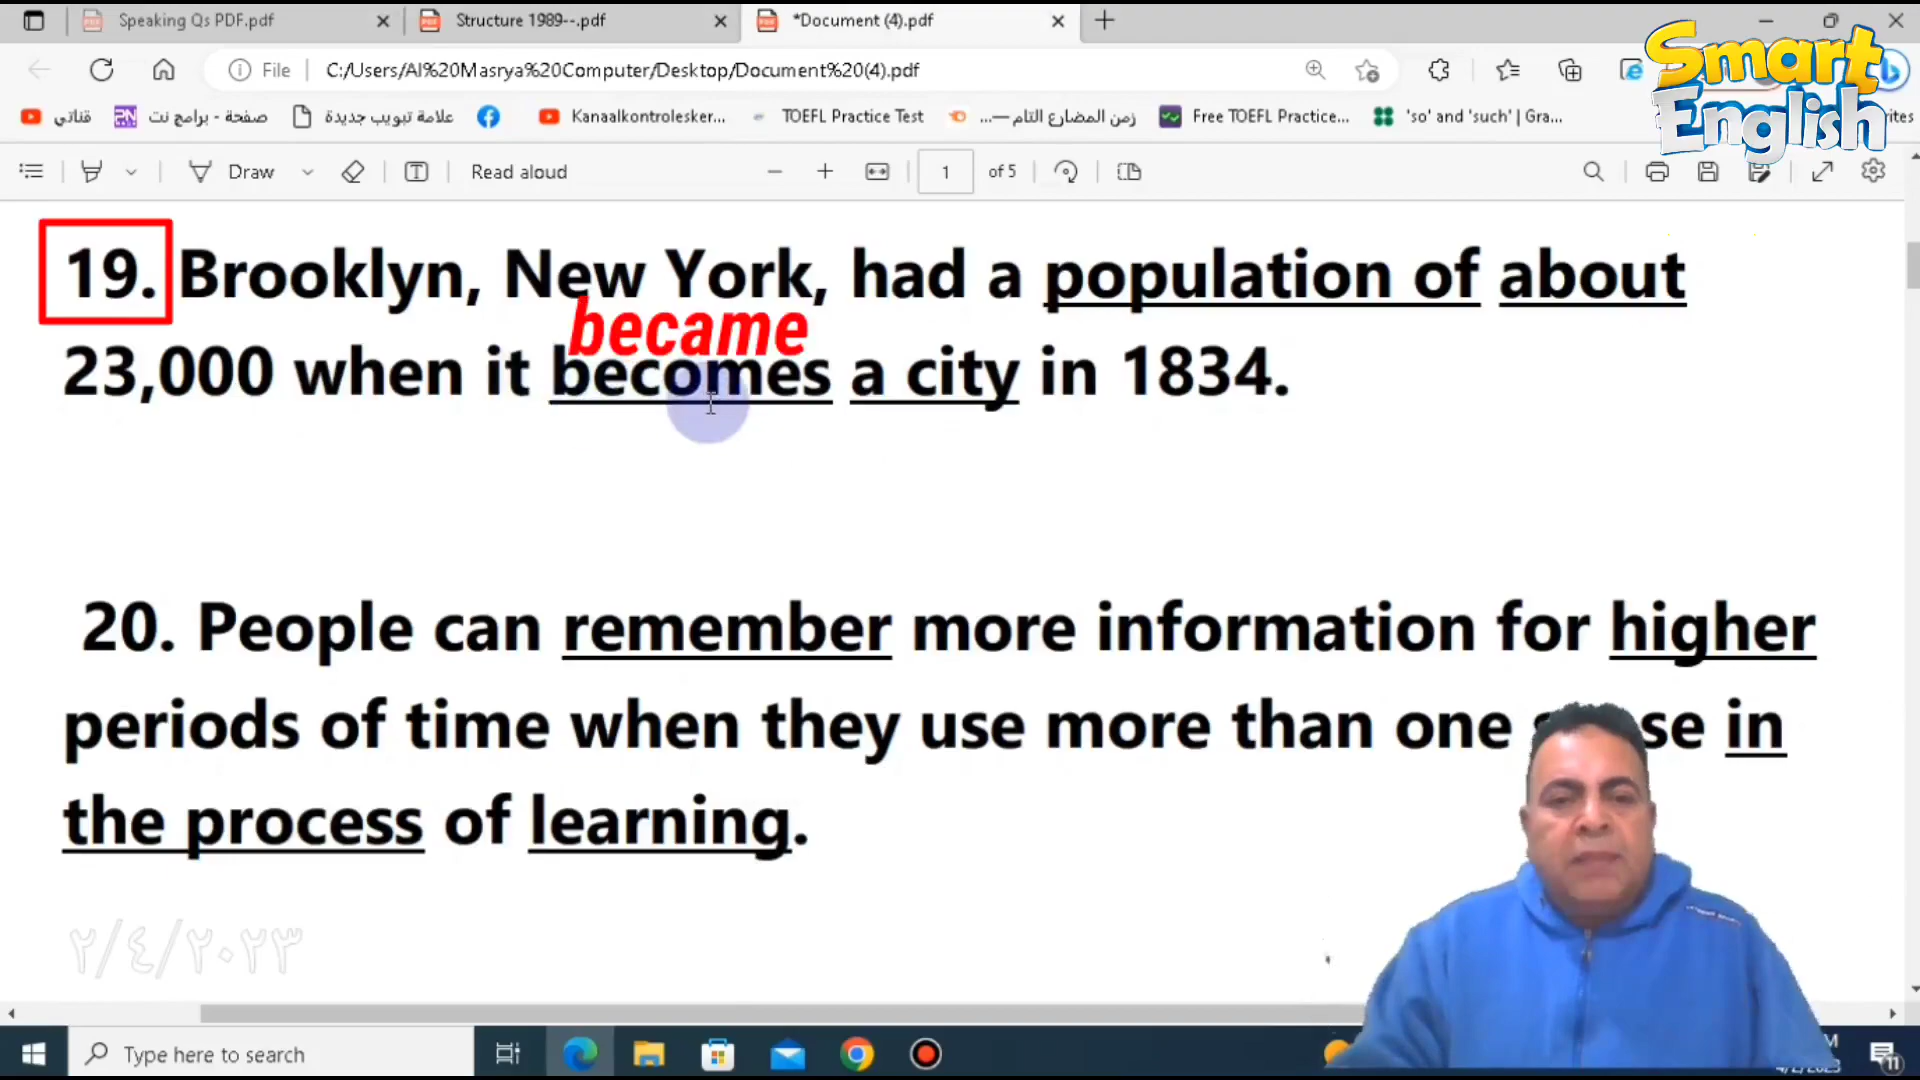 Speaking Qs PDF.pdf
Structure 1989--.pdf
*Document (4).pdf
Smart
English
File
C:/Users/Al%20Masrya%20Computer/Desktop/Document%20(4).pdf
قناتي
صفحة - برامج نت
علامة تبويب جديدة
Kanaalkontrolesker...
TOEFL Practice Test
زمن المضارع التام —...
Free TOEFL Practice...
'so' and 'such' | Gra...
Draw
Read aloud
1
of 5
19. Brooklyn, New York, had a population of about
became
23,000 when it becomes a city in 1834.
20. People can remember more information for higher
periods of time when they use more than one in
the process of learning.
٢/٤/٢٠٢٣
Type here to search
11